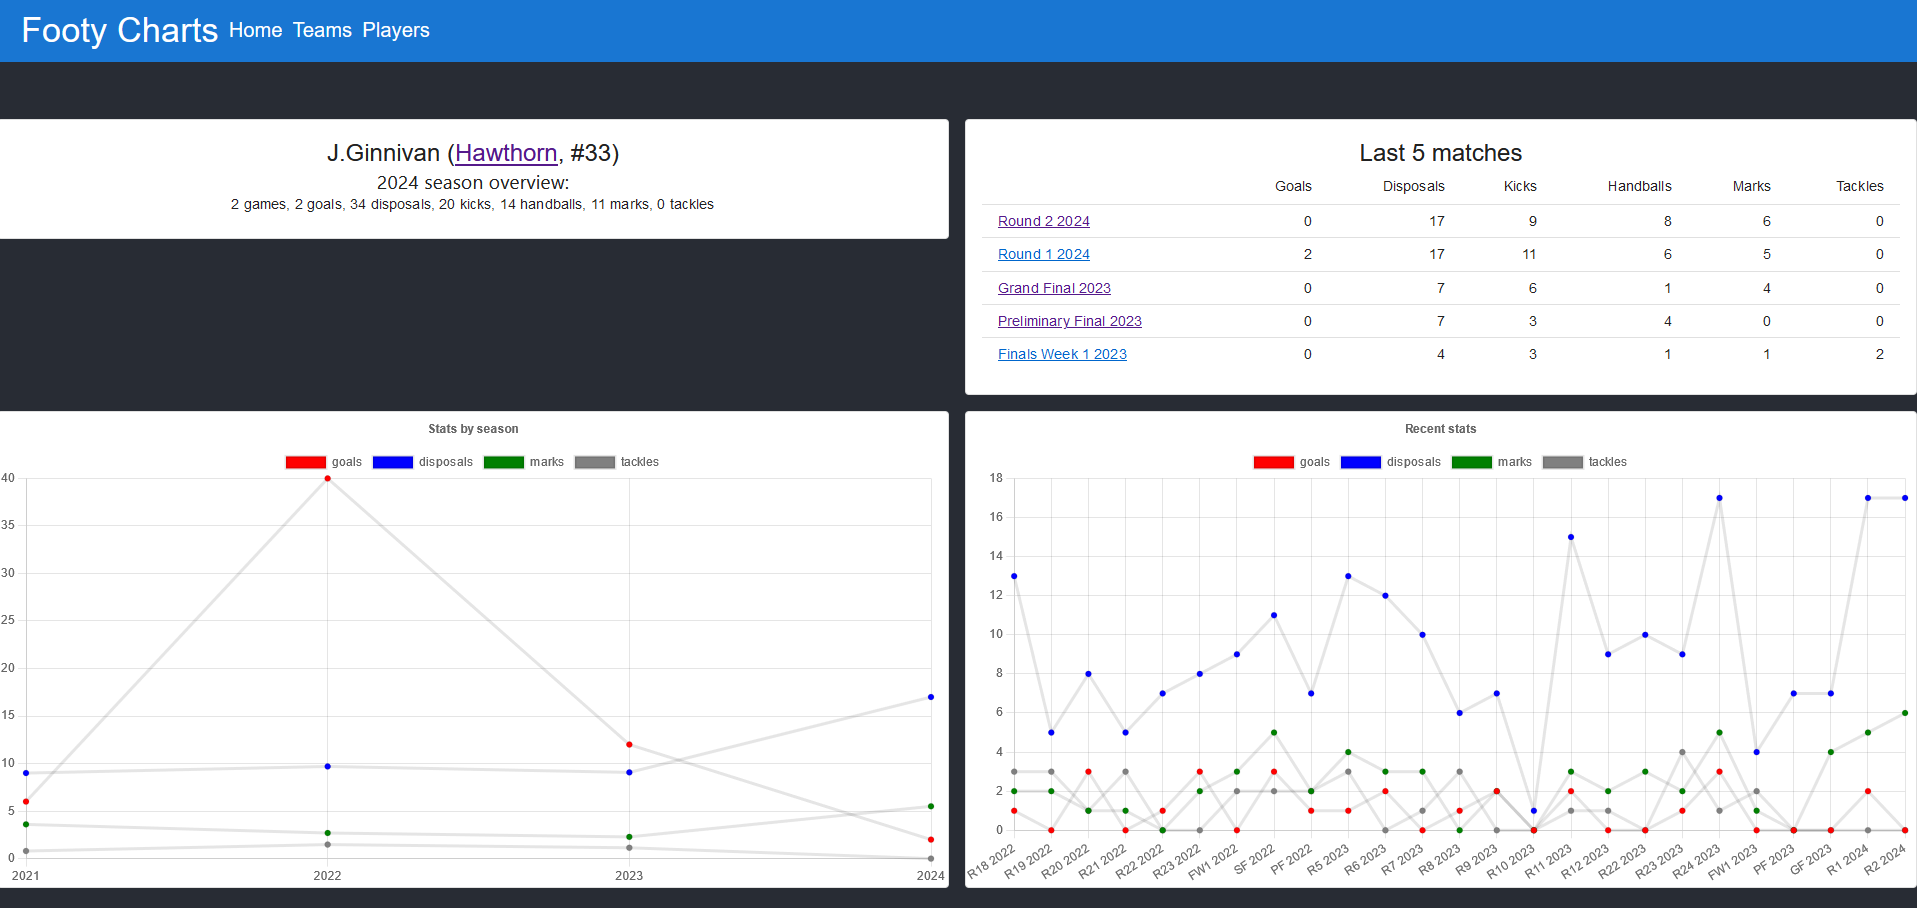 Footy Charts Home Teams Players
J.Ginnivan (Hawthorn, #33)
2024 season overview:
2 games, 2 goals, 34 disposals, 20 kicks, 14 handballs, 11 marks, 0 tackles
Last 5 matches
Goals Disposals Kicks Handballs Marks Tackles
Round 2 2024 0 17 9 8 6 0
Round 1 2024 2 17 11 6 5 0
Grand Final 2023 0 7 6 1 4 0
Preliminary Final 2023 0 7 3 4 0 0
Finals Week 1 2023 0 4 3 1 1 2
Stats by season
goals disposals marks tackles
40
35
30
25
20
15
10
5
0
2021 2022 2023 2024
Recent stats
goals disposals marks tackles
18
16
14
12
10
8
6
4
2
0
R18 2022 R19 2022 R20 2022 R21 2022 R22 2022 R23 2022 FW1 2022 SF 2022 PF 2022 R5 2023 R6 2023 R7 2023 R8 2023 R9 2023 R10 2023 R11 2023 R12 2023 R22 2023 R23 2023 R24 2023 FW1 2023 PF 2023 GF 2023 R1 2024 R2 2024